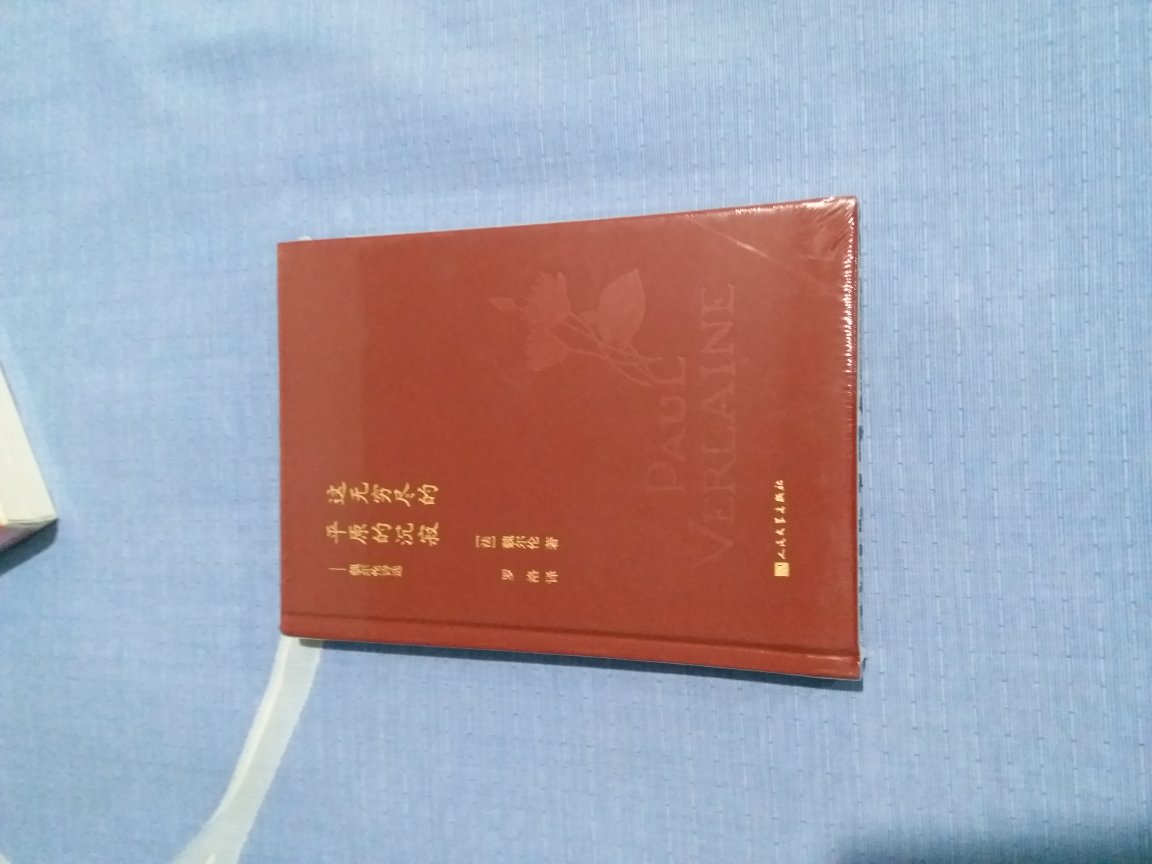 这无穷尽的
平原的沉寂
—魏尔伦诗选
[法] 魏尔伦 著
罗洛 译
PAUL
VERLAINE
人民文学出版社